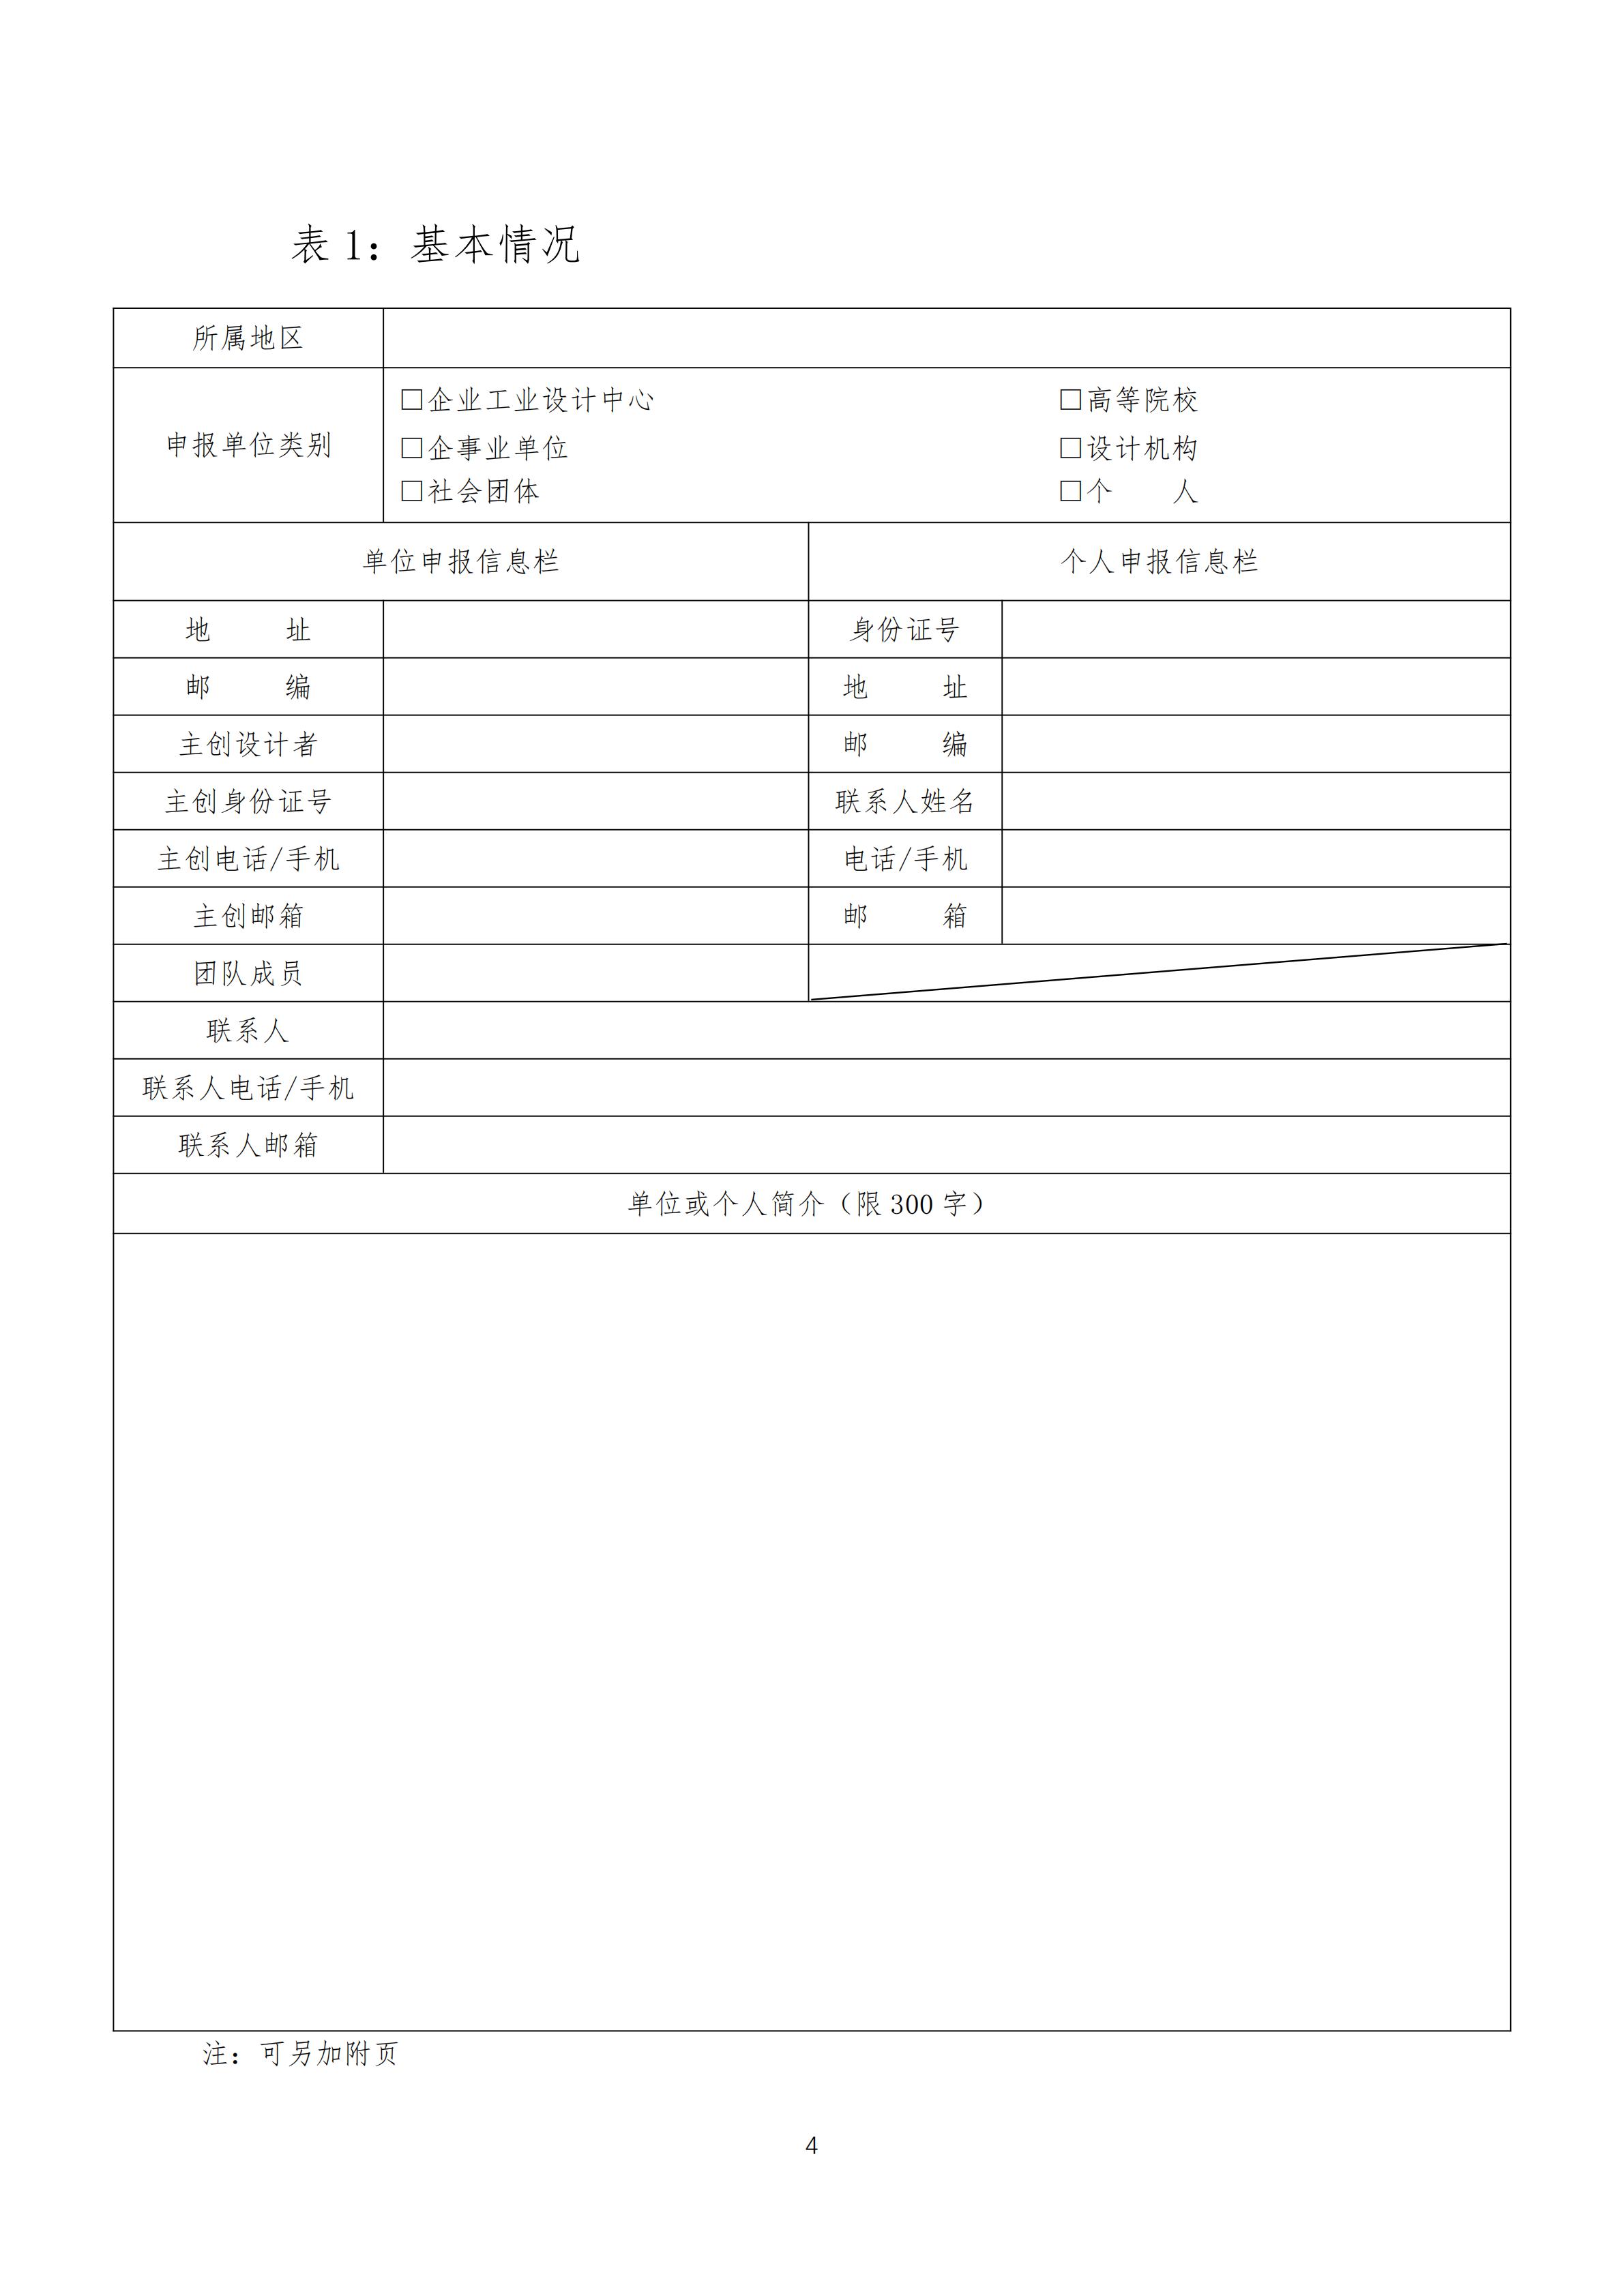 表 1：基本情况
所属地区
申报单位类别
□企业工业设计中心 □高等院校
□企事业单位 □设计机构
□社会团体 □个 人
单位申报信息栏 个人申报信息栏
地 址 身份证号
邮 编 地 址
主创设计者 邮 编
主创身份证号 联系人姓名
主创电话/手机 电话/手机
主创邮箱 邮 箱
团队成员
联系人
联系人电话/手机
联系人邮箱
单位或个人简介（限 300 字）
注：可另加附页
4